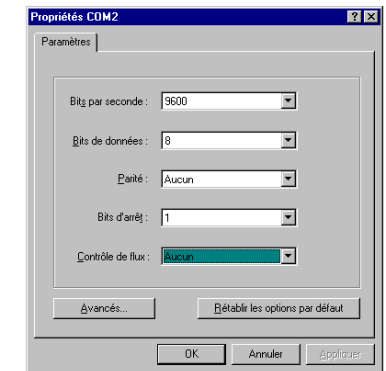 Propriétés COM2
Paramètres
Bits par seconde : 9600
Bits de données : 8
Parité : Aucun
Bits d'arrêt : 1
Contrôle de flux : Aucun
Avancés... Rétablir les options par défaut
OK Annuler Appliquer